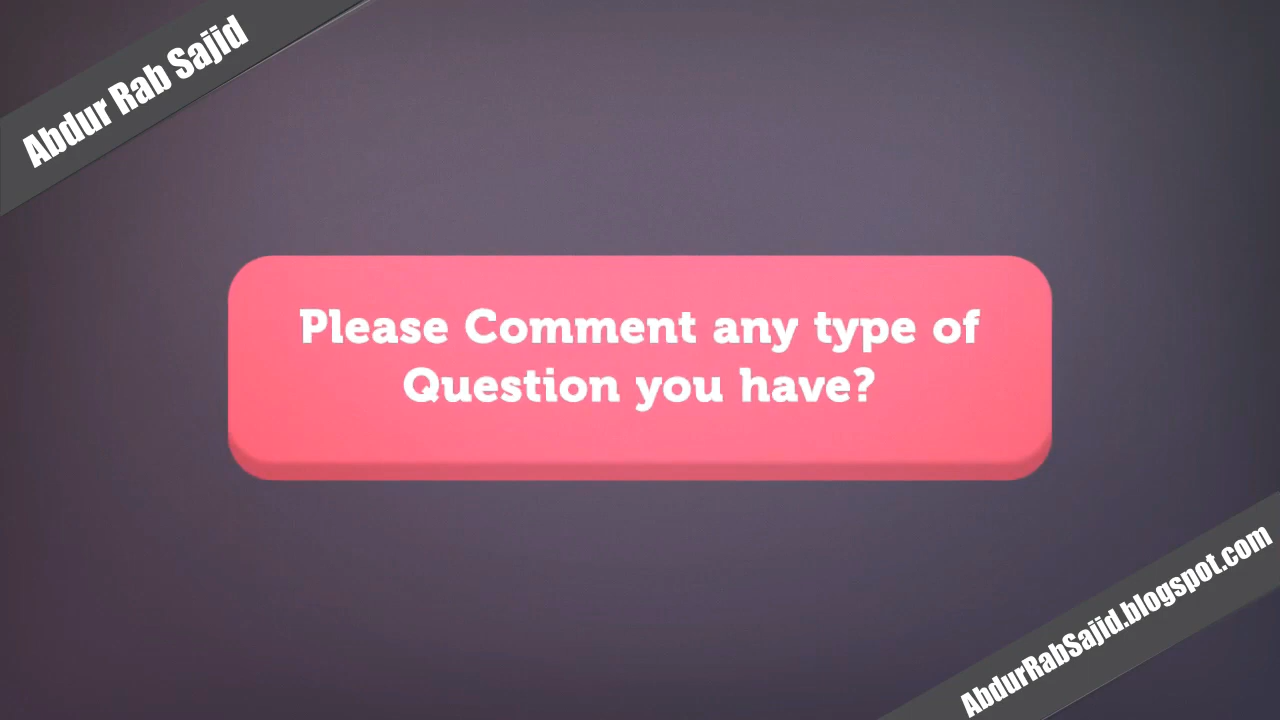 Abdur Rab Sajid
Please Comment any type of
Question you have?
AbdurRabSajid.blogspot.com